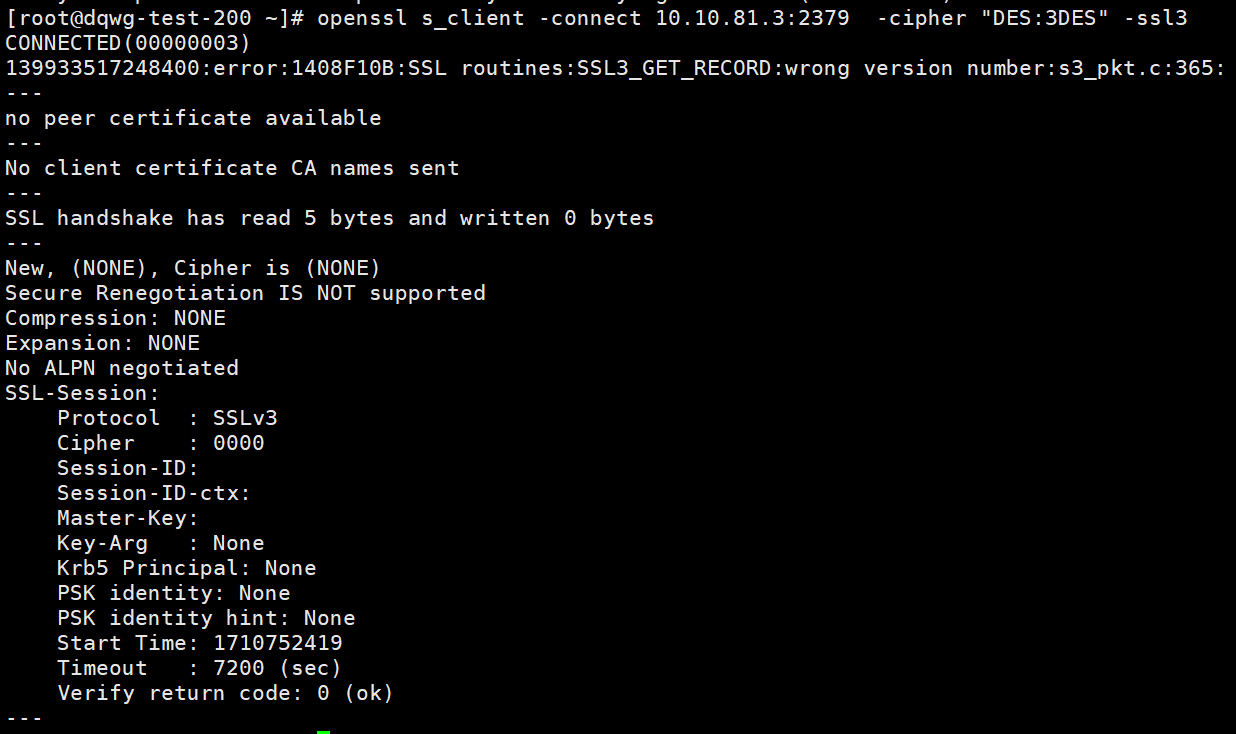 [root@dqwg-test-200 ~]# openssl s_client -connect 10.10.81.3:2379  -cipher "DES:3DES" -ssl3
CONNECTED(00000003)
139933517248400:error:1408F10B:SSL routines:SSL3_GET_RECORD:wrong version number:s3_pkt.c:365:
---
no peer certificate available
---
No client certificate CA names sent
---
SSL handshake has read 5 bytes and written 0 bytes
---
New, (NONE), Cipher is (NONE)
Secure Renegotiation IS NOT supported
Compression: NONE
Expansion: NONE
No ALPN negotiated
SSL-Session:
    Protocol  : SSLv3
    Cipher    : 0000
    Session-ID:
    Session-ID-ctx:
    Master-Key:
    Key-Arg   : None
    Krb5 Principal: None
    PSK identity: None
    PSK identity hint: None
    Start Time: 1710752419
    Timeout   : 7200 (sec)
    Verify return code: 0 (ok)
---